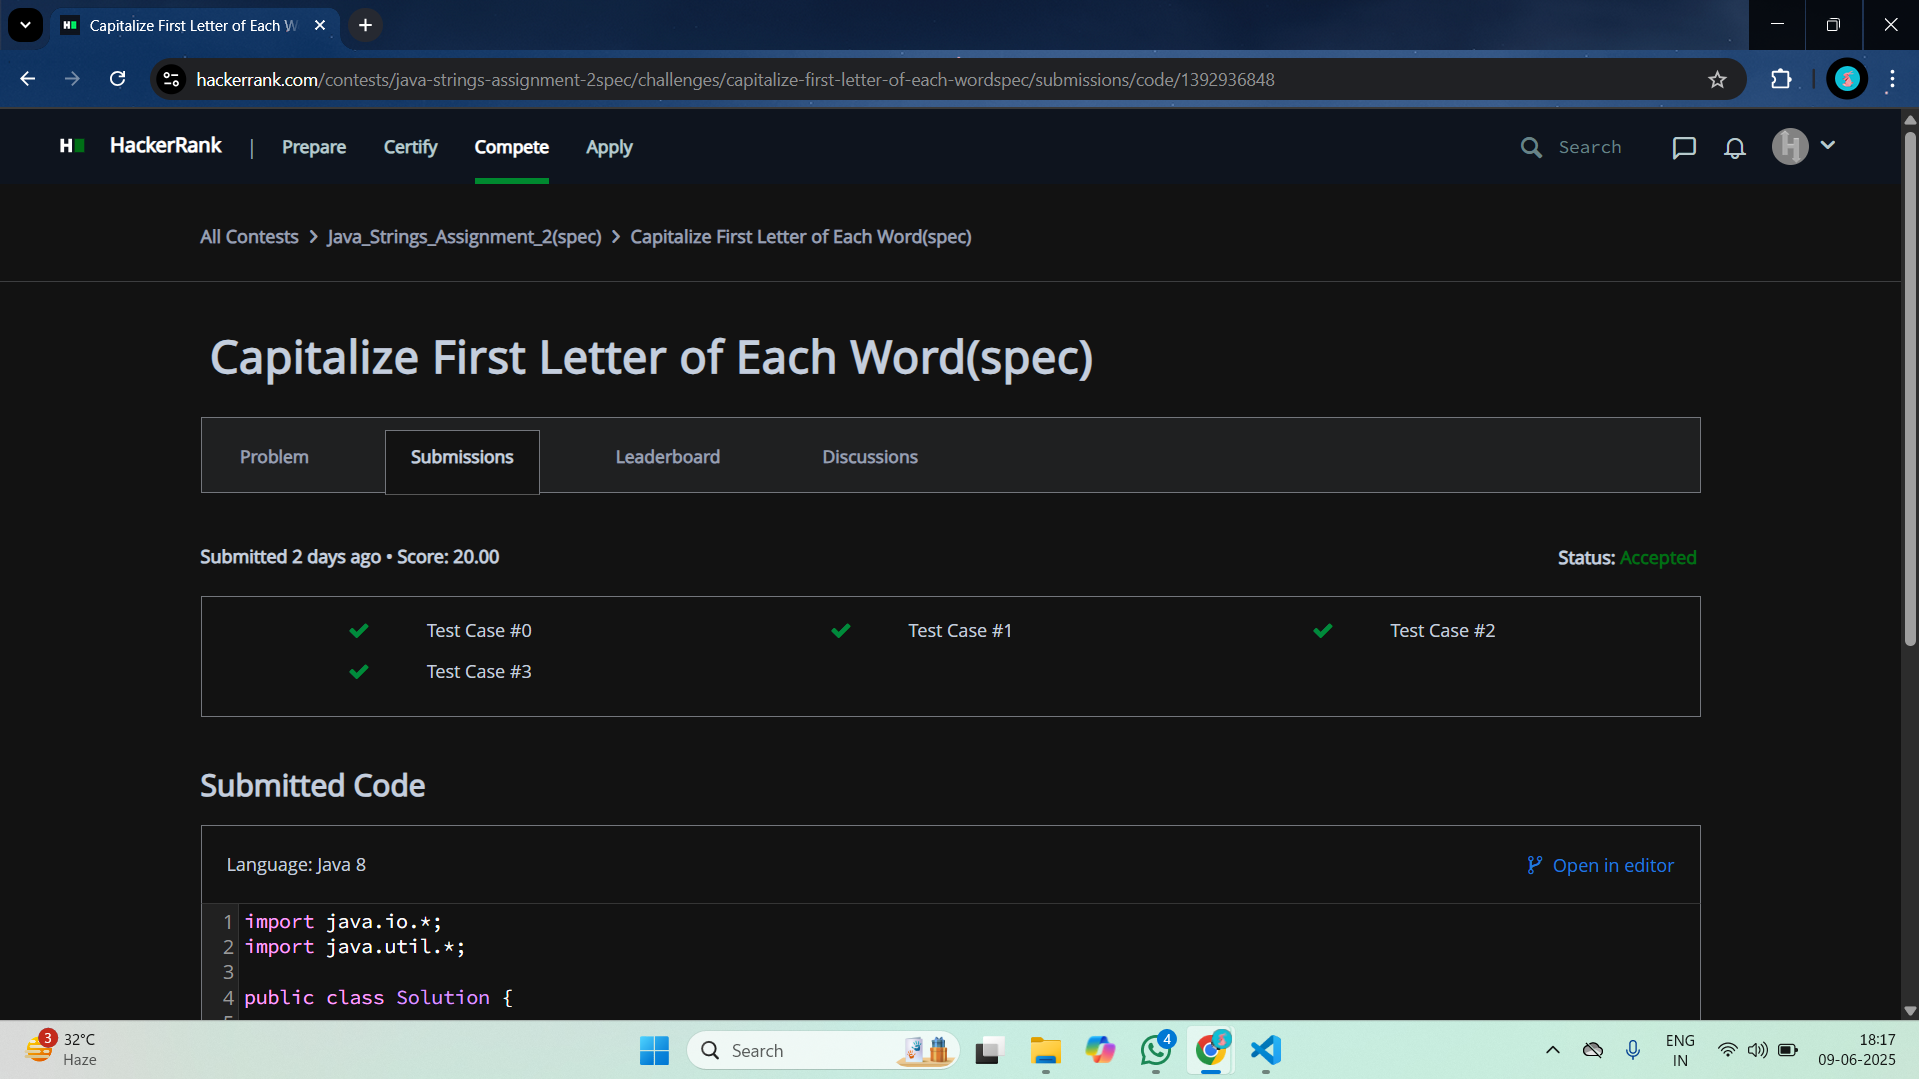 Capitalize First Letter of Each W
hackerrank.com/contests/java-strings-assignment-2spec/challenges/capitalize-first-letter-of-each-wordspec/submissions/code/1392936848
HackerRank | Prepare Certify Compete Apply Search
All Contests > Java_Strings_Assignment_2(spec) > Capitalize First Letter of Each Word(spec)
Capitalize First Letter of Each Word(spec)
Problem Submissions Leaderboard Discussions
Submitted 2 days ago • Score: 20.00 Status: Accepted
Test Case #0 Test Case #1 Test Case #2
Test Case #3
Submitted Code
Language: Java 8 Open in editor
1 import java.io.*;
2 import java.util.*;
3
4 public class Solution {
3 32°C Search 4 ENG 18:17
Haze IN 09-06-2025